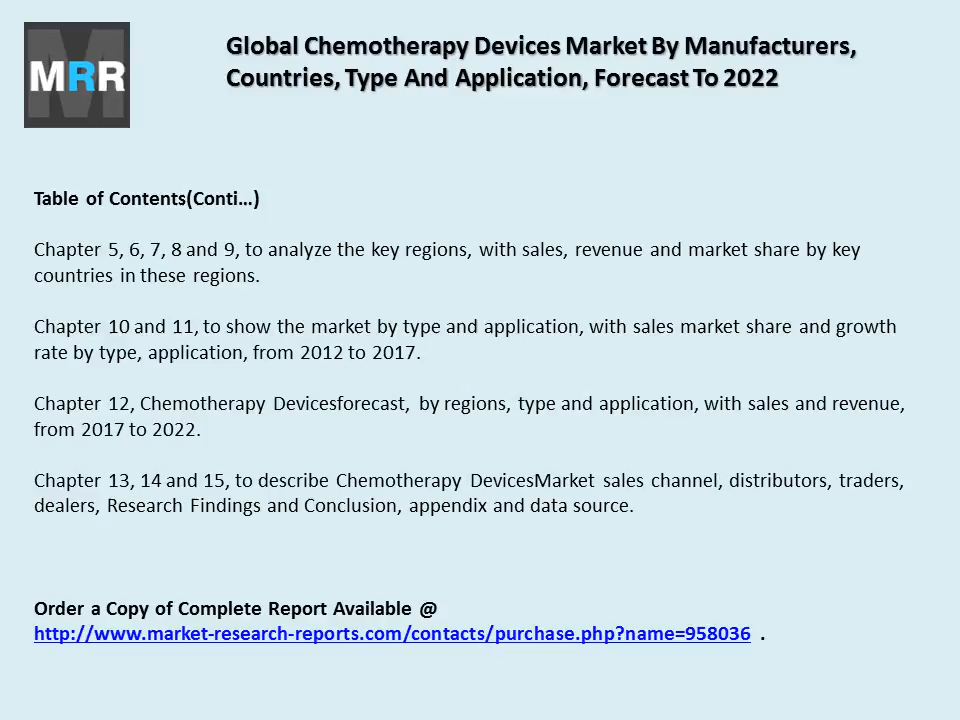 MRR
Global Chemotherapy Devices Market By Manufacturers,
Countries, Type And Application, Forecast To 2022
Table of Contents(Conti…)
Chapter 5, 6, 7, 8 and 9, to analyze the key regions, with sales, revenue and market share by key
countries in these regions.
Chapter 10 and 11, to show the market by type and application, with sales market share and growth
rate by type, application, from 2012 to 2017.
Chapter 12, Chemotherapy Devicesforecast, by regions, type and application, with sales and revenue,
from 2017 to 2022.
Chapter 13, 14 and 15, to describe Chemotherapy DevicesMarket sales channel, distributors, traders,
dealers, Research Findings and Conclusion, appendix and data source.
Order a Copy of Complete Report Available @
http://www.market-research-reports.com/contacts/purchase.php?name=958036 .